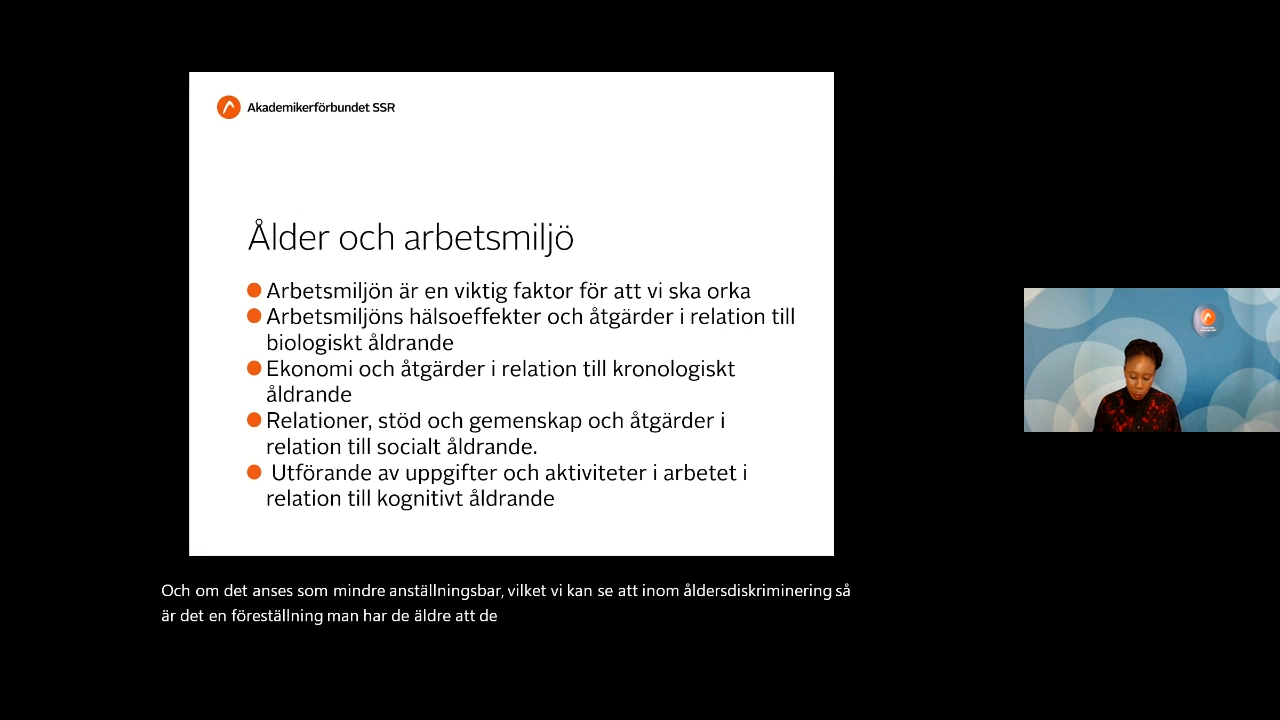 Akademikerförbundet SSR
Ålder och arbetsmiljö
Arbetsmiljön är en viktig faktor för att vi ska orka
Arbetsmiljöns hälsoeffekter och åtgärder i relation till
biologiskt åldrande
Ekonomi och åtgärder i relation till kronologiskt
åldrande
Relationer, stöd och gemenskap och åtgärder i
relation till socialt åldrande.
Utförande av uppgifter och aktiviteter i arbetet i
relation till kognitivt åldrande
Och om det anses som mindre anställningsbar, vilket vi kan se att inom åldersdiskriminering så
är det en föreställning man har de äldre att de